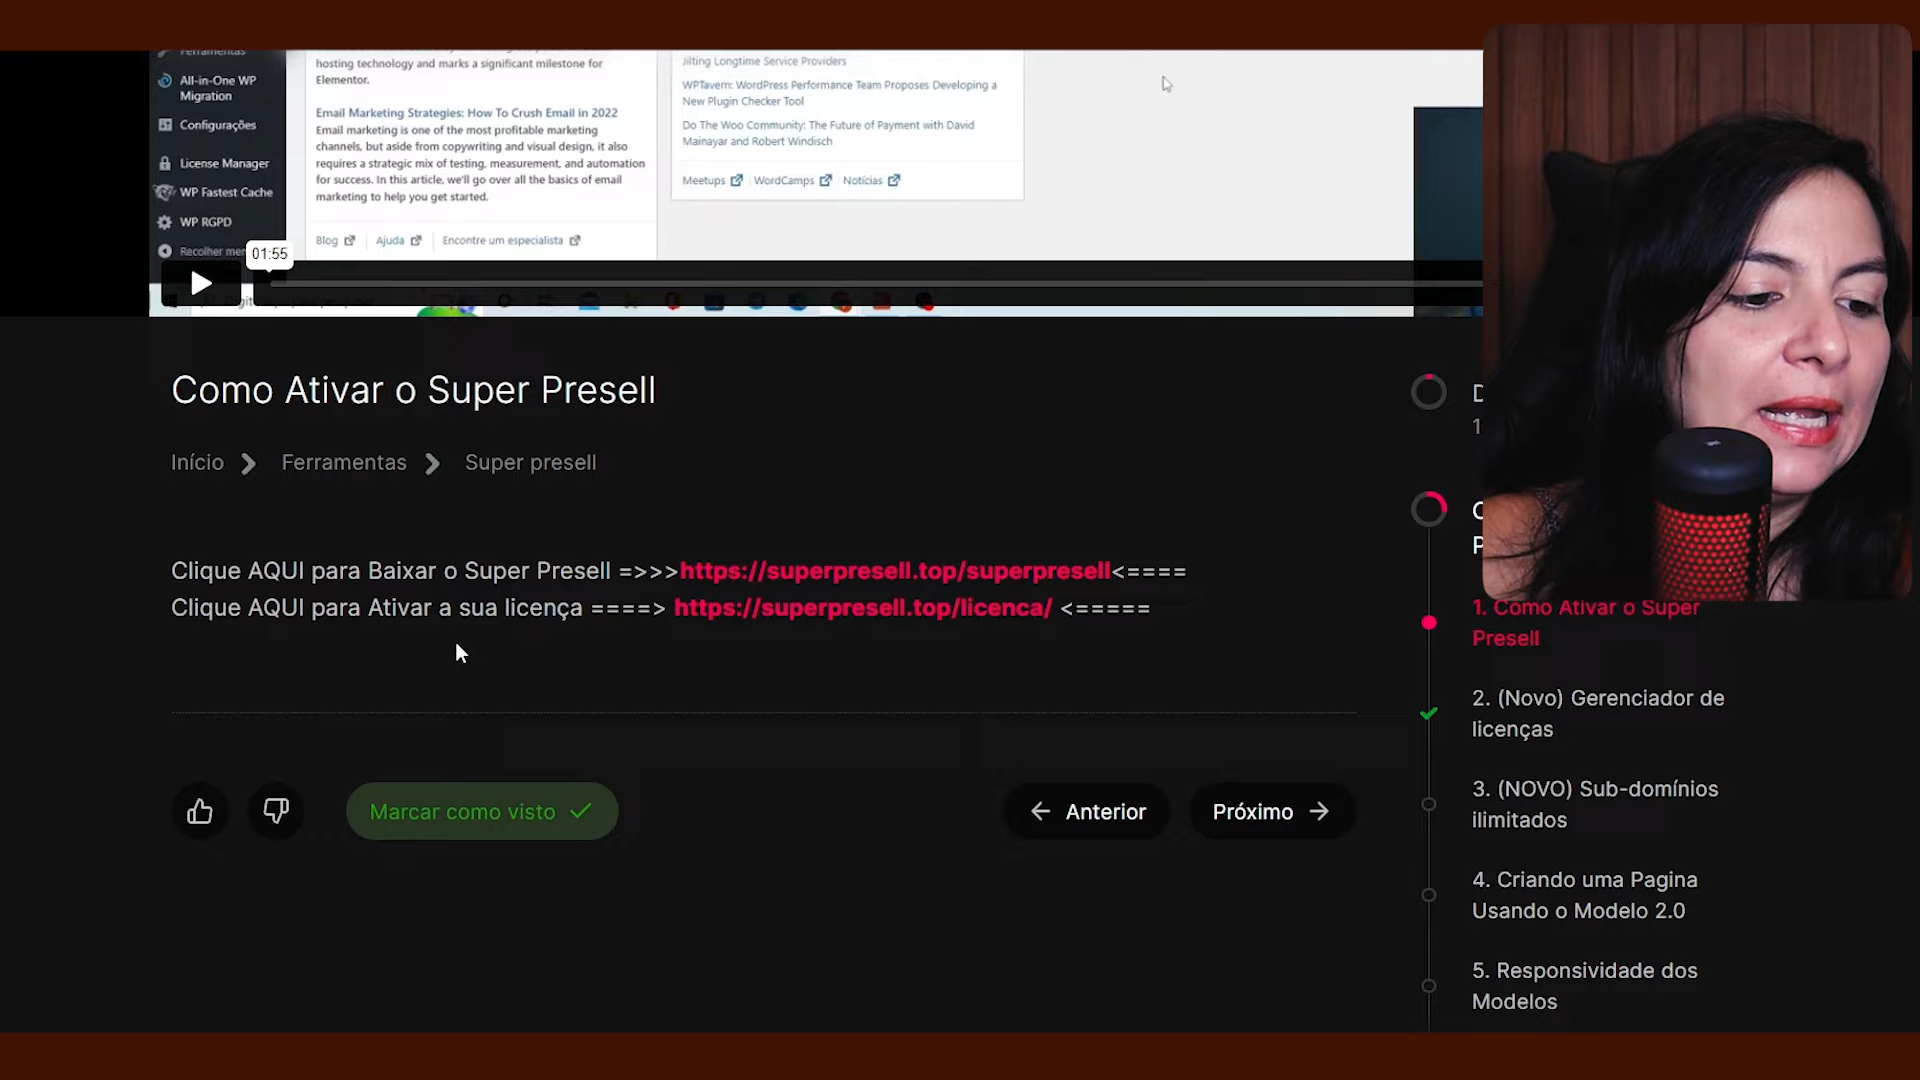 Ferramentas
All-in-One WP
Migration
Configurações
License Manager
WP Fastest Cache
WP RGPD
Recolher men
hosting technology and marks a significant milestone for
Elementor.
Email Marketing Strategies: How To Crush Email in 2022
Email marketing is one of the most profitable marketing
channels, but aside from copywriting and visual design, it also
requires a strategic mix of testing, measurement, and automation
for success. In this article, we'll go over all the basics of email
marketing to help you get started.
Blog
Ajuda
Encontre um especialista
Jilting Longtime Service Providers
WPTavern: WordPress Performance Team Proposes Developing a
New Plugin Checker Tool
Do The Woo Community: The Future of Payment with David
Mainayar and Robert Windisch
Meetups
WordCamps
Notícias
01:55
Como Ativar o Super Presell
Início
Ferramentas
Super presell
Clique AQUI para Baixar o Super Presell =>>>https://superpresell.top/superpresell<====
Clique AQUI para Ativar a sua licença ====> https://superpresell.top/licenca/ <=====
Marcar como visto
Anterior
Próximo
1. Como Ativar o Super
Presell
2. (Novo) Gerenciador de
licenças
3. (NOVO) Sub-domínios
ilimitados
4. Criando uma Pagina
Usando o Modelo 2.0
5. Responsividade dos
Modelos